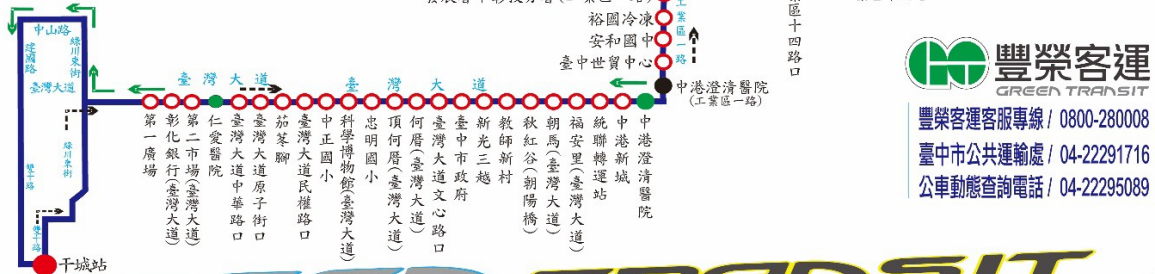 裕國冷凍
安和國中
臺中世貿中心
工業區一路
區十四路口
中港澄清醫院
(工業區一路)
中山路
建國路
綠川東街
臺灣大道
臺灣大道
臺灣大道
雙十路
綠川東街
雙十路
干城站
第一廣場
彰化銀行(臺灣大道)
第二市場(臺灣大道)
仁愛醫院
臺灣大道中華路口
臺灣大道原子街口
茄苳腳
臺灣大道民權路口
中正國小
科學博物館(臺灣大道)
忠明國小
頂何厝(臺灣大道)
何厝(臺灣大道)
臺灣大道文心路口
臺中市政府
新光三越
教師新村
秋紅谷(朝陽橋)
朝馬(臺灣大道)
福安里(臺灣大道)
統聯轉運站
中港新城
中港澄清醫院
豐榮客運
GREEN TRANSIT
豐榮客運客服專線 / 0800-280008
臺中市公共運輸處 / 04-22291716
公車動態查詢電話 / 04-22295089
TRANSIT